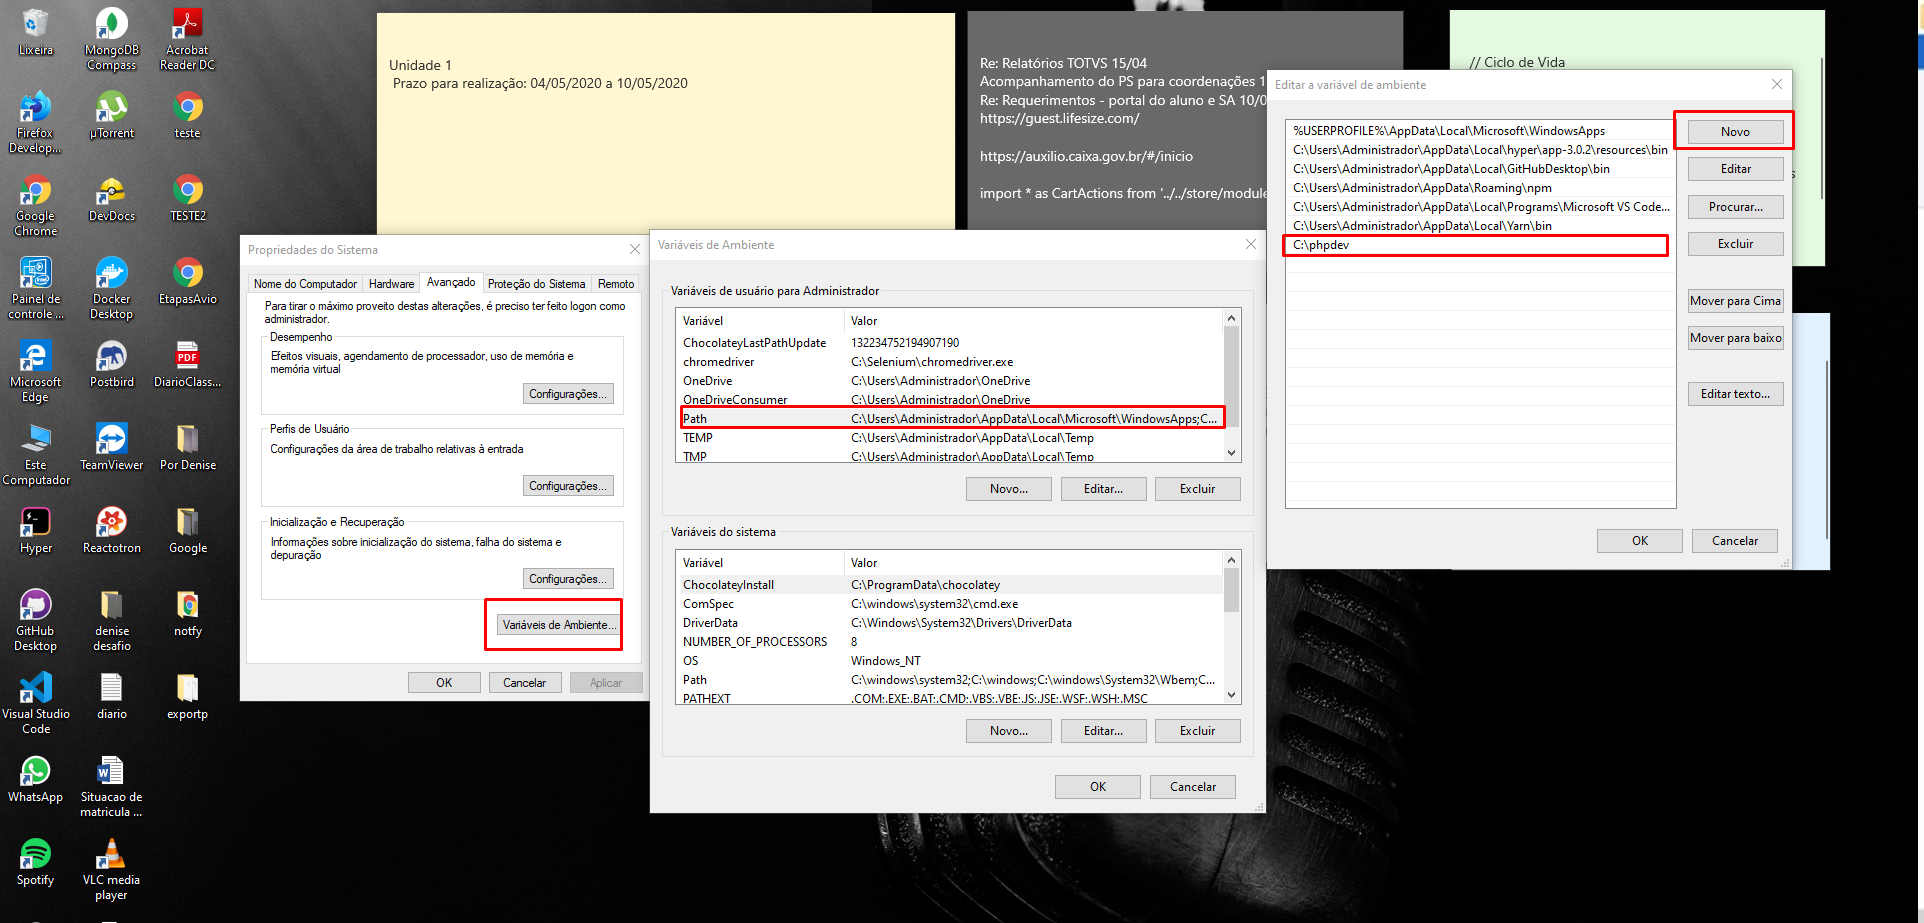 Lixeira
MongoDB
Compass
Acrobat
Reader DC
Firefox
Develop...
µTorrent
teste
Google
Chrome
DevDocs
TESTE2
Painel de
controle ...
Docker
Desktop
EtapasAvio
Microsoft
Edge
Postbird
PDF
DiarioClass...
Este
Computador
TeamViewer
Por Denise
Hyper
Reactotron
Google
GitHub
Desktop
denise
desafio
notfy
Visual Studio
Code
diario
exportp
WhatsApp
Situacao de
matricula ...
Spotify
VLC media
player
Unidade 1
Prazo para realização: 04/05/2020 a 10/05/2020
Re: Relatórios TOTVS 15/04
Acompanhamento do PS para coordenações 1
Re: Requerimentos - portal do aluno e SA 10/0
https://guest.lifesize.com/
https://auxilio.caixa.gov.br/#/inicio
import * as CartActions from '../../store/module
// Ciclo de Vida
Propriedades do Sistema
Nome do Computador
Hardware
Avançado
Proteção do Sistema
Remoto
Para tirar o máximo proveito destas alterações, é preciso ter feito logon como
administrador.
Desempenho
Efeitos visuais, agendamento de processador, uso de memória e
memória virtual
Configurações...
Perfis de Usuário
Configurações da área de trabalho relativas à entrada
Configurações...
Inicialização e Recuperação
Informações sobre inicialização do sistema, falha do sistema e
depuração
Configurações...
Variáveis de Ambiente...
OK
Cancelar
Aplicar
Variáveis de Ambiente
Variáveis de usuário para Administrador
Variável Valor
ChocolateyLastPathUpdate 132234752194907190
chromedriver C:\Selenium\chromedriver.exe
OneDrive C:\Users\Administrador\OneDrive
OneDriveConsumer C:\Users\Administrador\OneDrive
Path C:\Users\Administrador\AppData\Local\Microsoft\WindowsApps;C...
TEMP C:\Users\Administrador\AppData\Local\Temp
TMP C:\Users\Administrador\AppData\Local\Temp
Novo...
Editar...
Excluir
Variáveis do sistema
Variável Valor
ChocolateyInstall C:\ProgramData\chocolatey
ComSpec C:\windows\system32\cmd.exe
DriverData C:\Windows\System32\Drivers\DriverData
NUMBER_OF_PROCESSORS 8
OS Windows_NT
Path C:\windows\system32;C:\windows;C:\windows\System32\Wbem;C...
PATHEXT .COM;.EXE;.BAT;.CMD;.VBS;.VBE;.JS;.JSE;.WSF;.WSH;.MSC
Novo...
Editar...
Excluir
OK
Cancelar
Editar a variável de ambiente
%USERPROFILE%\AppData\Local\Microsoft\WindowsApps
C:\Users\Administrador\AppData\Local\hyper\app-3.0.2\resources\bin
C:\Users\Administrador\AppData\Local\GitHubDesktop\bin
C:\Users\Administrador\AppData\Roaming\npm
C:\Users\Administrador\AppData\Local\Programs\Microsoft VS Code...
C:\Users\Administrador\AppData\Local\Yarn\bin
C:\phpdev
Novo
Editar
Procurar...
Excluir
Mover para Cima
Mover para baixo
Editar texto...
OK
Cancelar